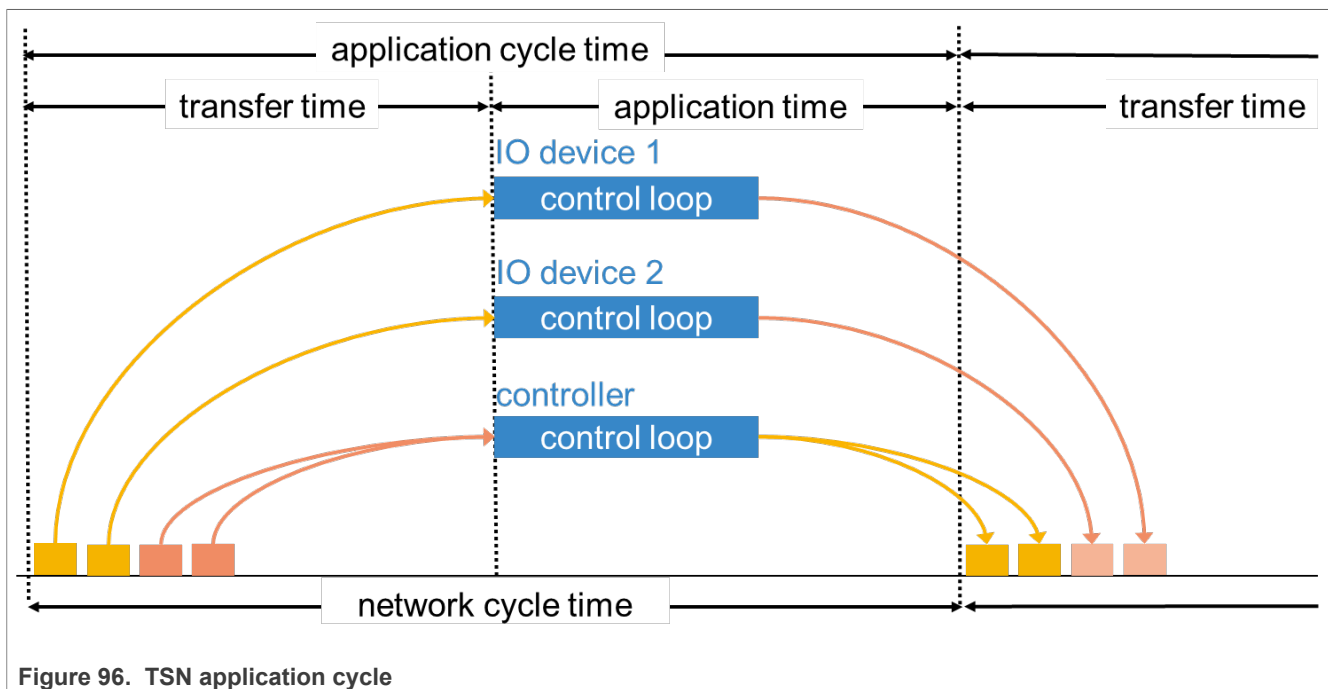 application cycle time
transfer time
application time
transfer time
IO device 1
control loop
IO device 2
control loop
controller
control loop
network cycle time
Figure 96. TSN application cycle